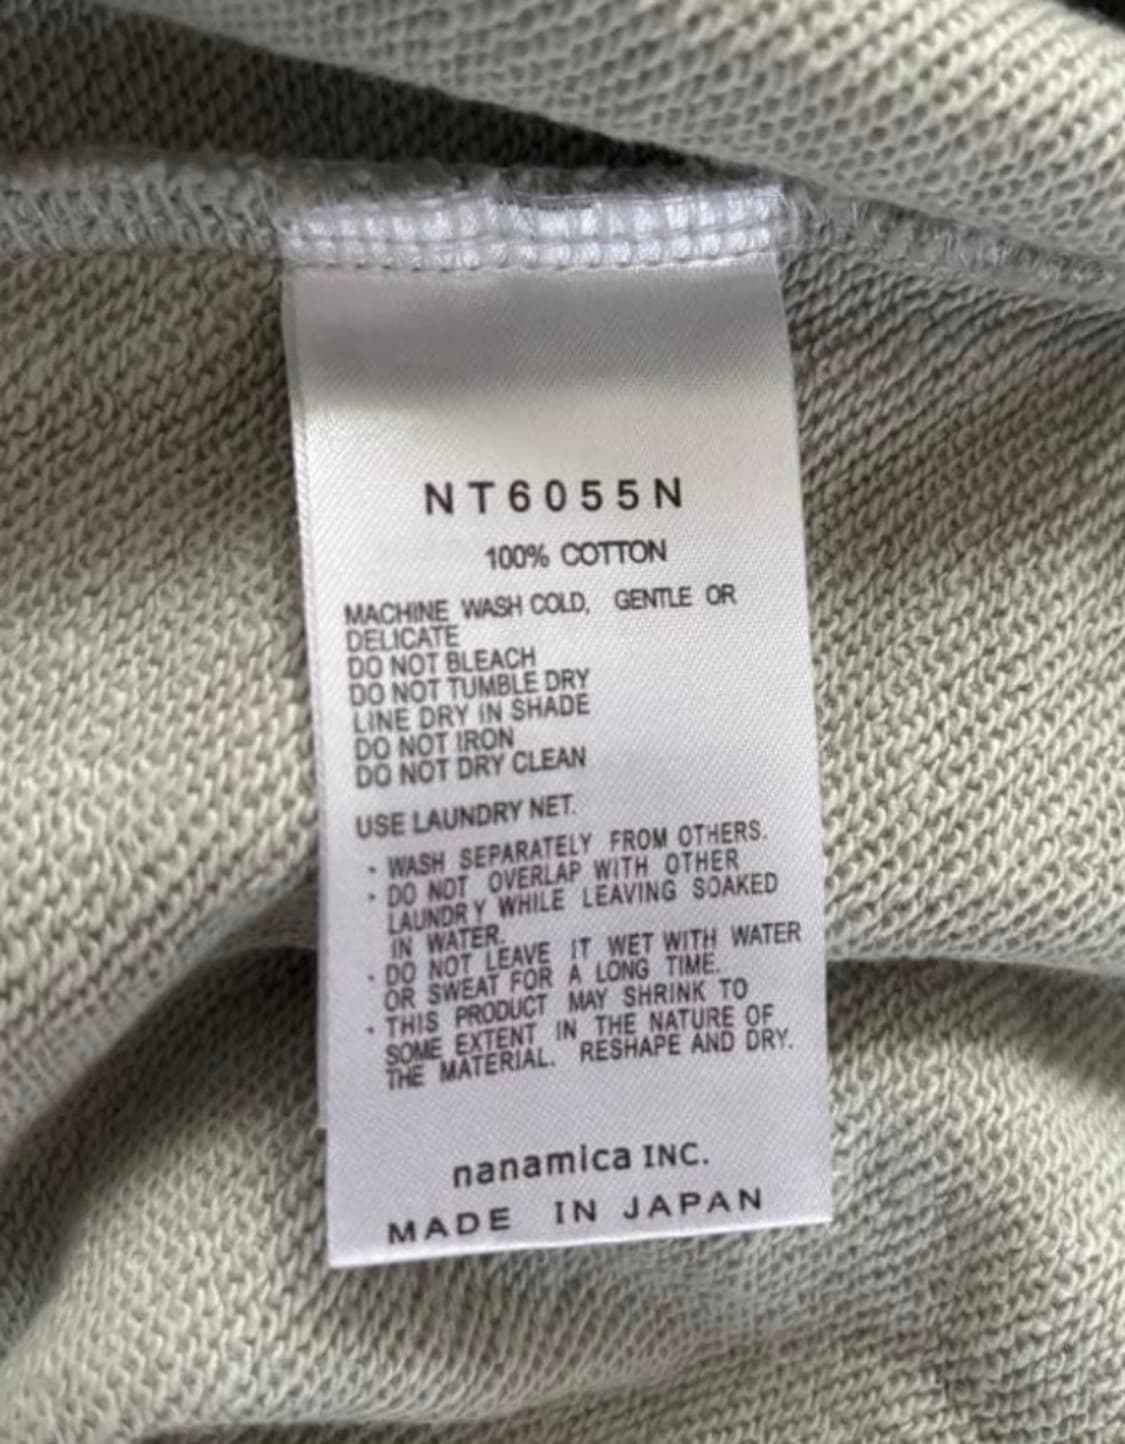 NT6055N
100% COTTON
MACHINE WASH COLD, GENTLE OR
DELICATE
DO NOT BLEACH
DO NOT TUMBLE DRY
LINE DRY IN SHADE
DO NOT IRON
DO NOT DRY CLEAN
USE LAUNDRY NET.
・WASH SEPARATELY FROM OTHERS.
・DO NOT OVERLAP WITH OTHER
LAUNDRY WHILE LEAVING SOAKED
IN WATER.
・DO NOT LEAVE IT WET WITH WATER
OR SWEAT FOR A LONG TIME.
・THIS PRODUCT MAY SHRINK TO
SOME EXTENT IN THE NATURE OF
THE MATERIAL. RESHAPE AND DRY.
nanamica INC.
MADE IN JAPAN